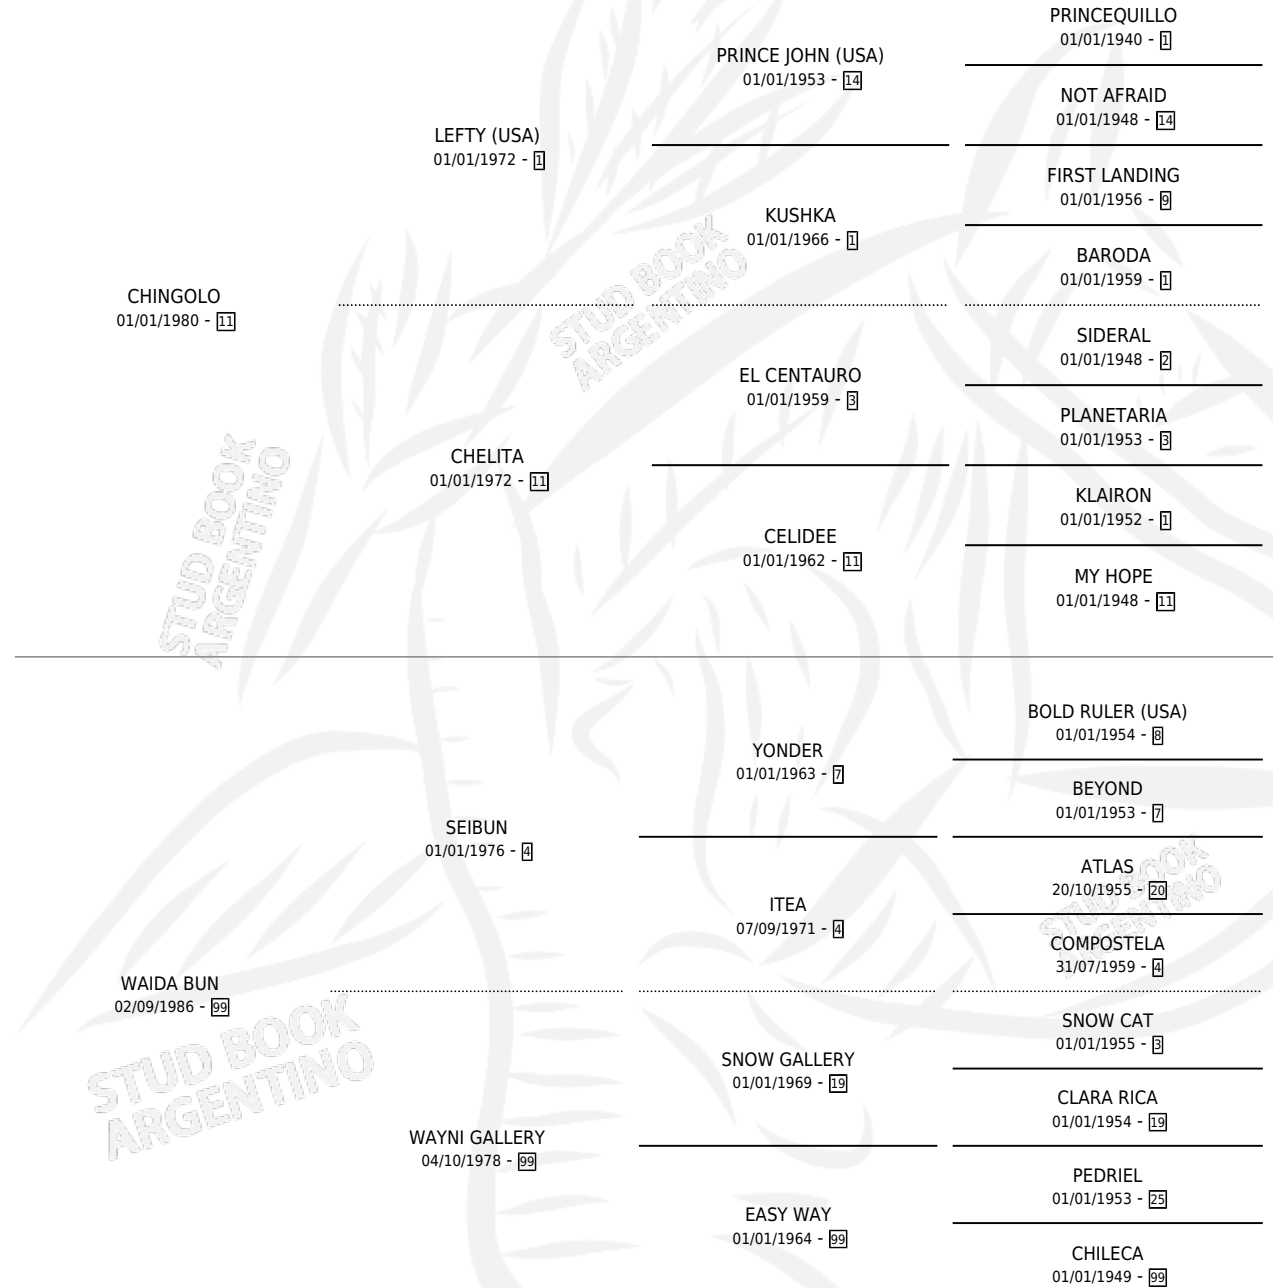 PRINCEQUILLO
01/01/1940 - 1
PRINCE JOHN (USA)
01/01/1953 - 14
NOT AFRAID
01/01/1948 - 14
LEFTY (USA)
01/01/1972 - 1
FIRST LANDING
01/01/1956 - 9
KUSHKA
01/01/1966 - 1
BARODA
01/01/1959 - 1
CHINGOLO
01/01/1980 - 11
STUD BOOK
ARGENTINO
SIDERAL
01/01/1948 - 2
EL CENTAURO
01/01/1959 - 3
PLANETARIA
01/01/1953 - 3
CHELITA
01/01/1972 - 11
KLAIRON
01/01/1952 - 1
CELIDEE
01/01/1962 - 11
MY HOPE
01/01/1948 - 11
STUD BOOK
ARGENTINO
BOLD RULER (USA)
01/01/1954 - 8
YONDER
01/01/1963 - 7
BEYOND
01/01/1953 - 7
SEIBUN
01/01/1976 - 4
ATLAS
20/10/1955 - 20
ITEA
07/09/1971 - 4
STUD BOOK
ARGENTINO
COMPOSTELA
31/07/1959 - 4
WAIDA BUN
02/09/1986 - 99
SNOW CAT
01/01/1955 - 3
SNOW GALLERY
01/01/1969 - 19
STUD BOOK
ARGENTINO
CLARA RICA
01/01/1954 - 19
WAYNI GALLERY
04/10/1978 - 99
PEDRIEL
01/01/1953 - 25
EASY WAY
01/01/1964 - 99
CHILECA
01/01/1949 - 99